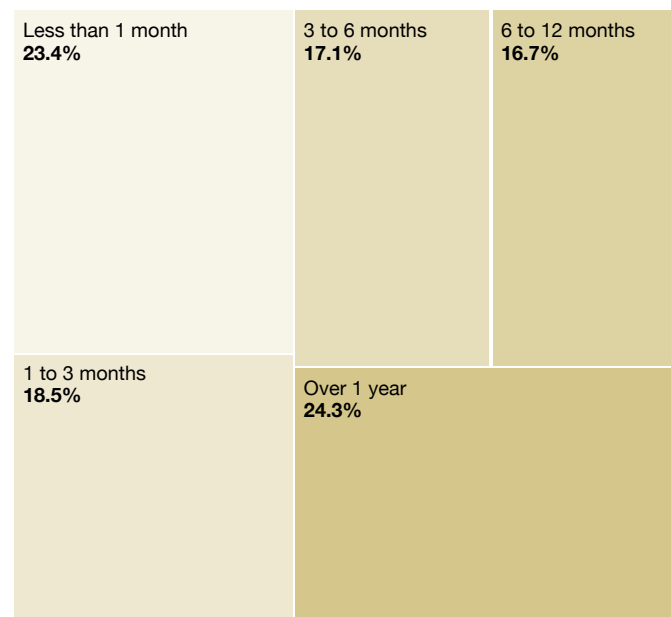 Less than 1 month
23.4%
3 to 6 months
17.1%
6 to 12 months
16.7%
1 to 3 months
18.5%
Over 1 year
24.3%